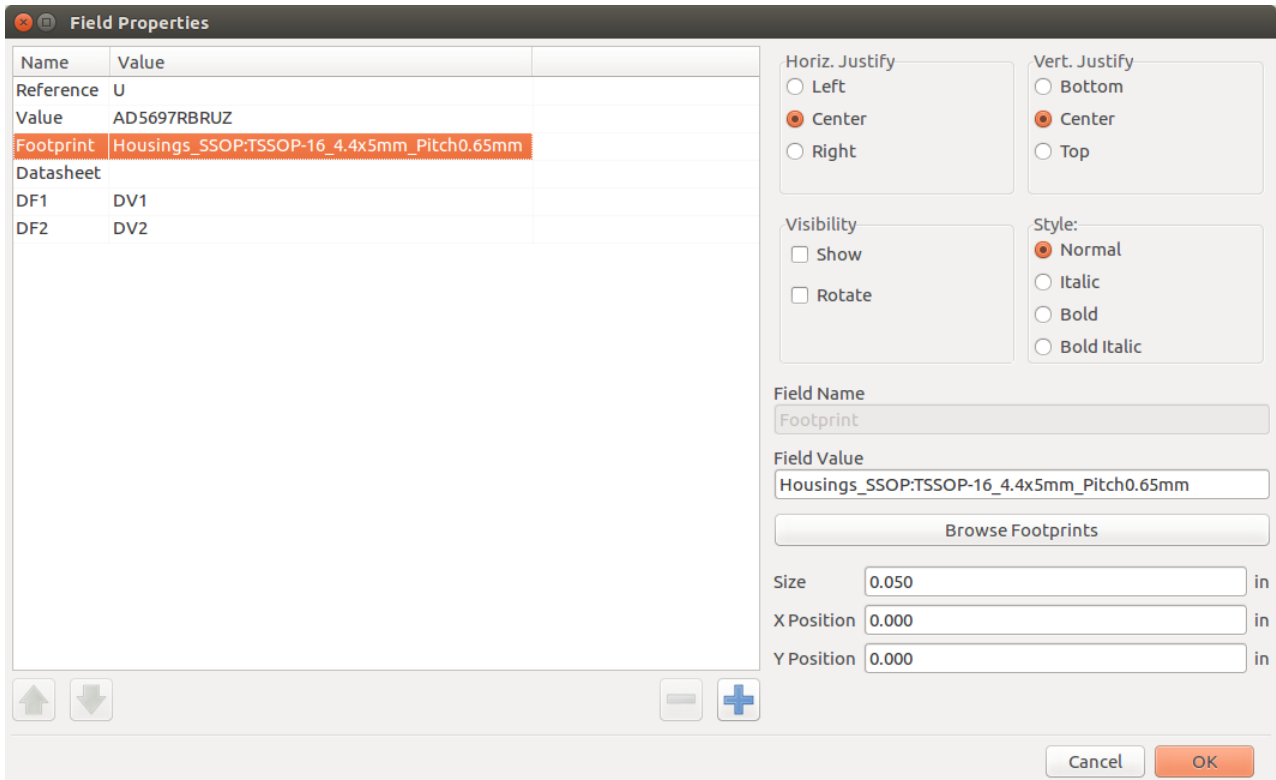 Field Properties
Name Value
Reference U
Value AD5697RBRUZ
Footprint Housings_SSOP:TSSOP-16_4.4x5mm_Pitch0.65mm
Datasheet
DF1 DV1
DF2 DV2
Horiz. Justify
Left
Center
Right
Vert. Justify
Bottom
Center
Top
Visibility
Show
Rotate
Style:
Normal
Italic
Bold
Bold Italic
Field Name
Footprint
Field Value
Housings_SSOP:TSSOP-16_4.4x5mm_Pitch0.65mm
Browse Footprints
Size 0.050 in
X Position 0.000 in
Y Position 0.000 in
Cancel OK